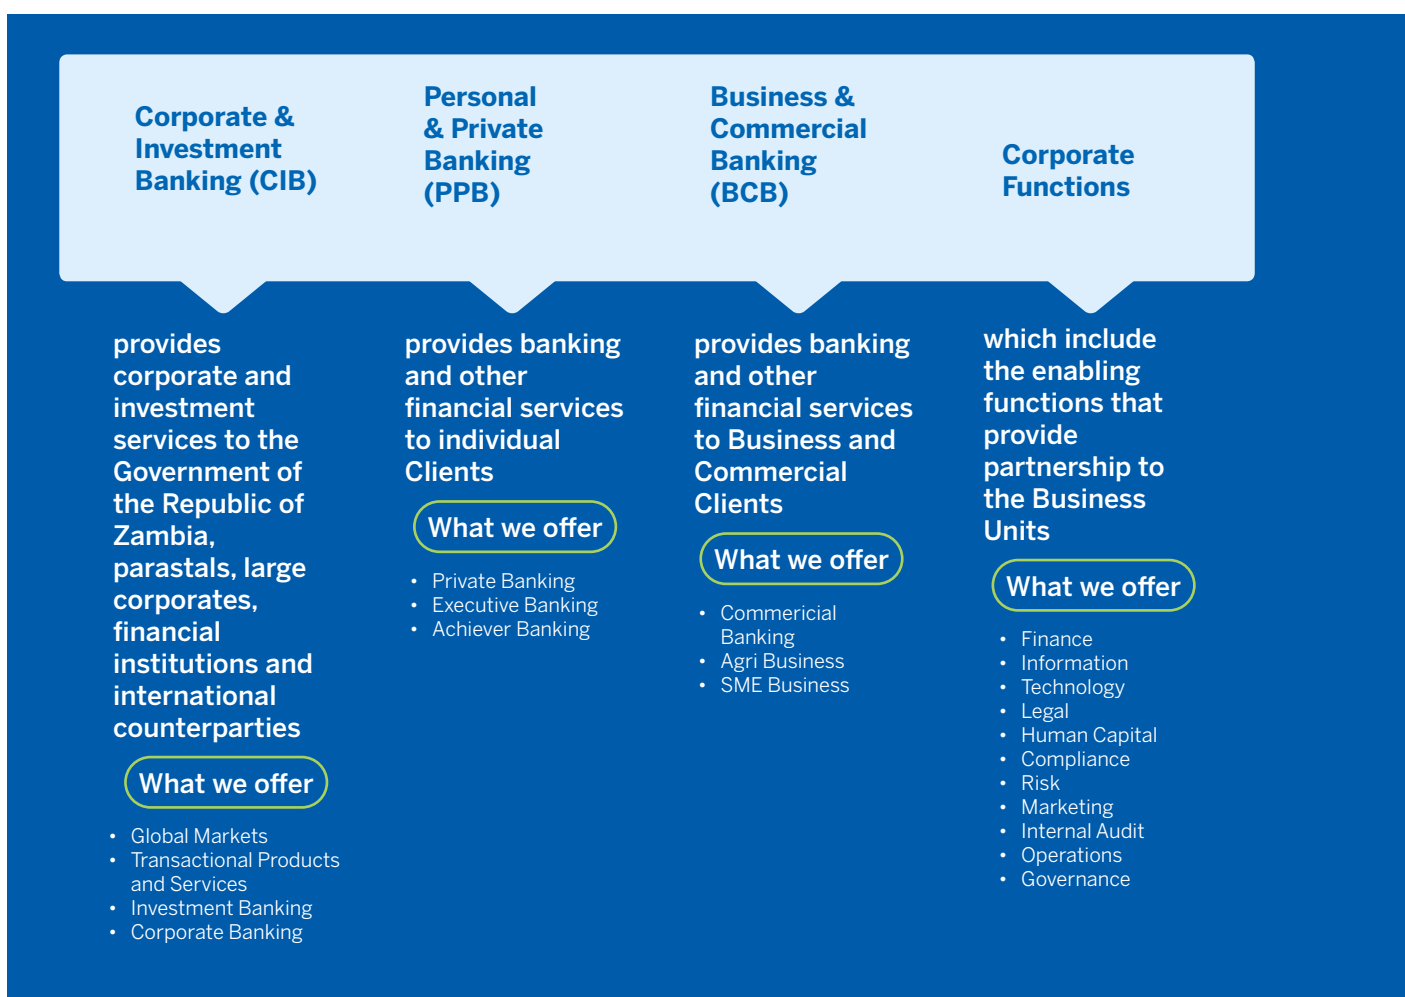 Corporate &
Investment
Banking (CIB)
provides
corporate and
investment
services to the
Government of
the Republic of
Zambia,
parastals, large
corporates,
financial
institutions and
international
counterparties
What we offer
• Global Markets
• Transactional Products
and Services
• Investment Banking
• Corporate Banking
Personal
& Private
Banking
(PPB)
provides banking
and other
financial services
to individual
Clients
What we offer
• Private Banking
• Executive Banking
• Achiever Banking
Business &
Commercial
Banking
(BCB)
provides banking
and other
financial services
to Business and
Commercial
Clients
What we offer
• Commericial
Banking
• Agri Business
• SME Business
Corporate
Functions
which include
the enabling
functions that
provide
partnership to
the Business
Units
What we offer
• Finance
• Information
• Technology
• Legal
• Human Capital
• Compliance
• Risk
• Marketing
• Internal Audit
• Operations
• Governance